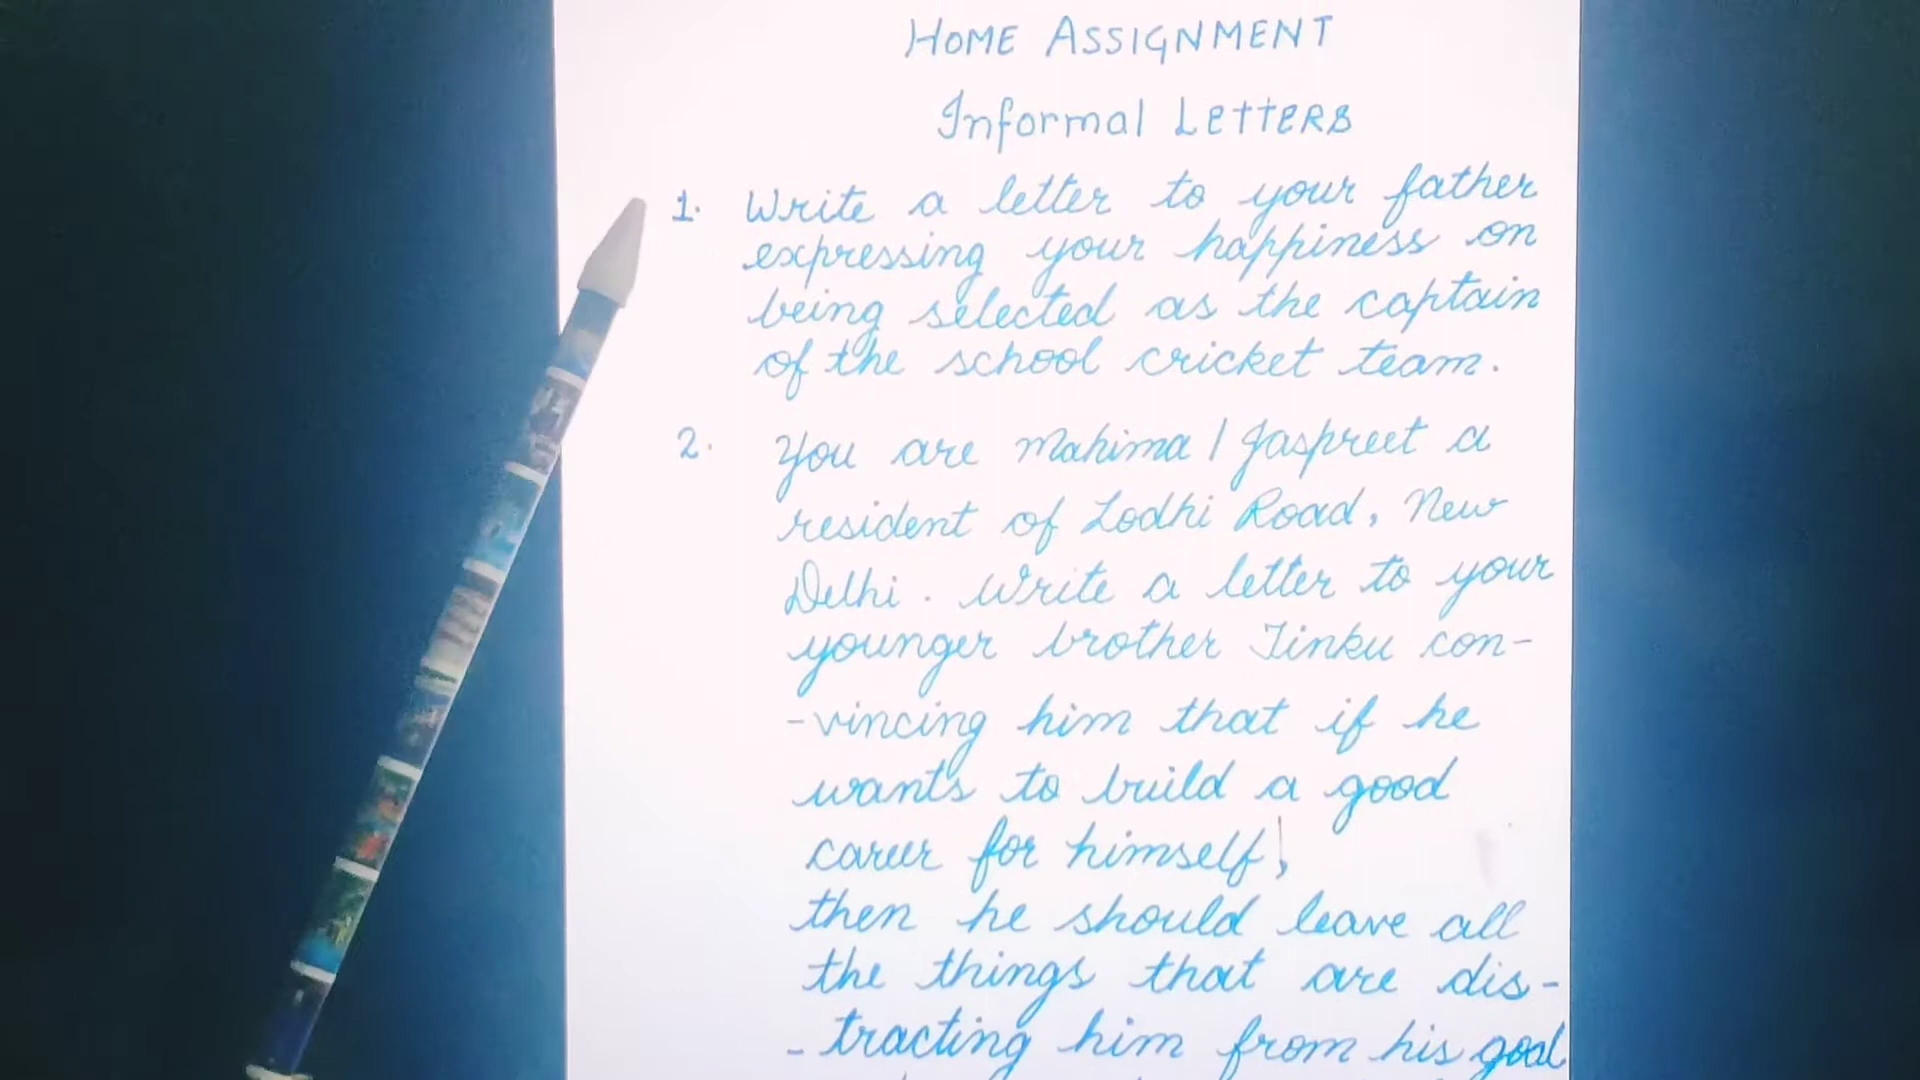 HOME ASSIGNMENT
Informal LETTERS
1. Write a letter to your father
expressing your happiness on
being selected as the captain
of the school cricket team.
2. You are Mahima / Jaspreet a
resident of Lodhi Road, New
Delhi. Write a letter to your
younger brother Tinku con-
-vincing him that if he
wants to build a good
career for himself,
then he should leave all
the things that are dis-
-tracting him from his goal